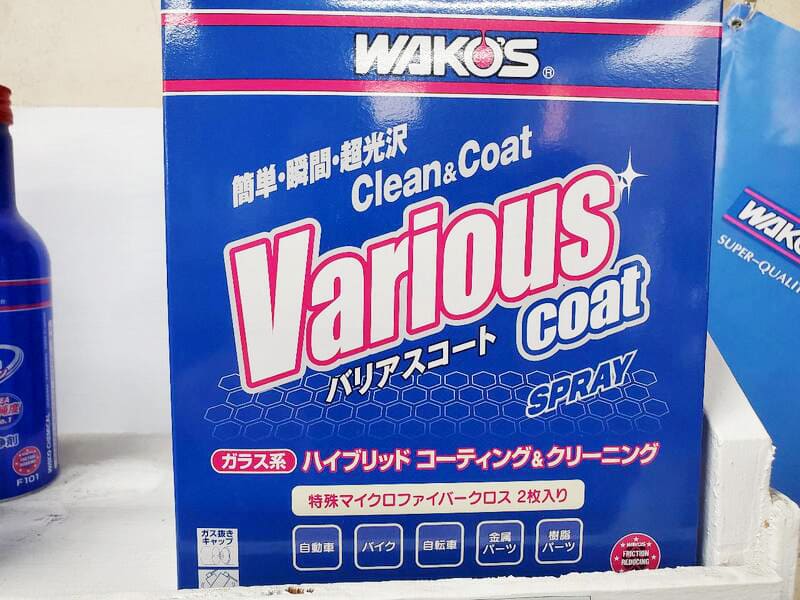 WAKO'S®
簡単・瞬間・超光沢
Clean&Coat
Various
coat
バリアスコート
SPRAY
ガラス系 ハイブリッド コーティング&クリーニング
特殊マイクロファイバークロス 2枚入り
ガス抜き
キャップ
自動車
バイク
自転車
金属
パーツ
樹脂
パーツ
WAKO'S
FRICTION
REDUCING
WAKO'S
SUPER-QUALIT
WAKO CHEMICAL
F101